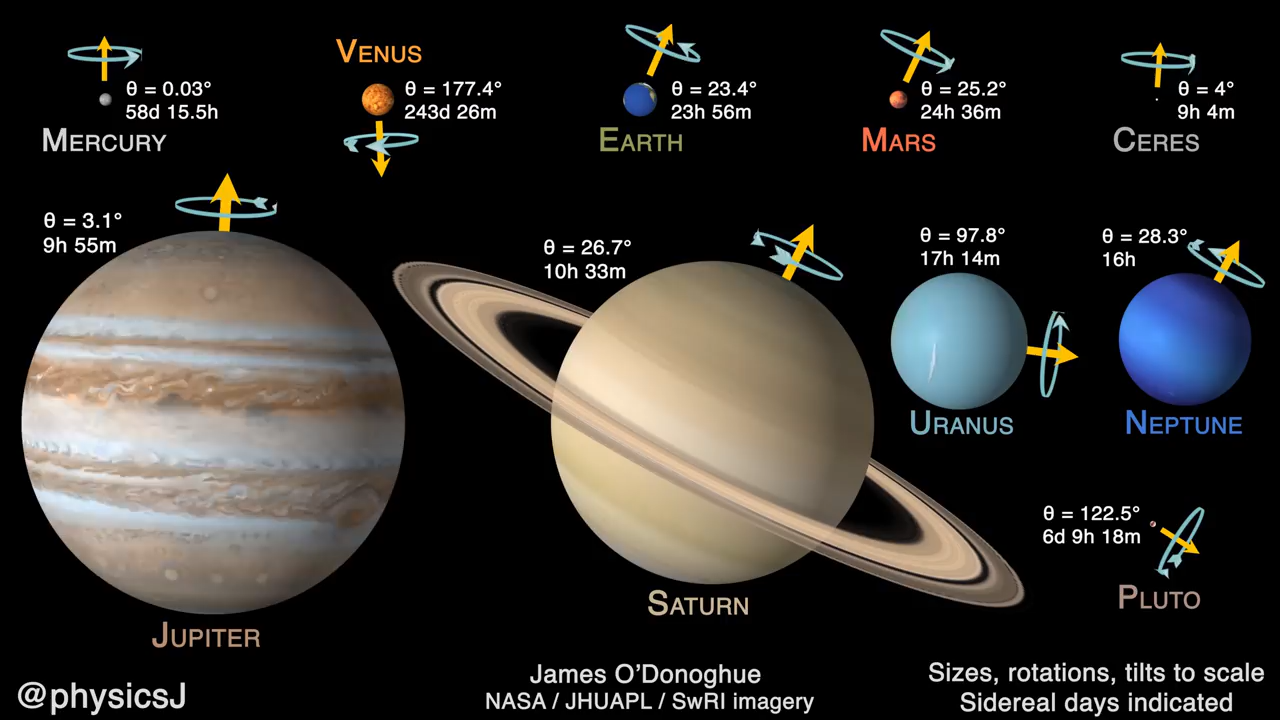 VENUS
θ = 0.03°
58d 15.5h
MERCURY
θ = 177.4°
243d 26m
θ = 23.4°
23h 56m
EARTH
θ = 25.2°
24h 36m
MARS
θ = 4°
9h 4m
CERES
θ = 3.1°
9h 55m
JUPITER
θ = 26.7°
10h 33m
SATURN
θ = 97.8°
17h 14m
URANUS
θ = 28.3°
16h
NEPTUNE
θ = 122.5°
6d 9h 18m
PLUTO
@physicsJ
James O'Donoghue
NASA / JHUAPL / SwRI imagery
Sizes, rotations, tilts to scale
Sidereal days indicated